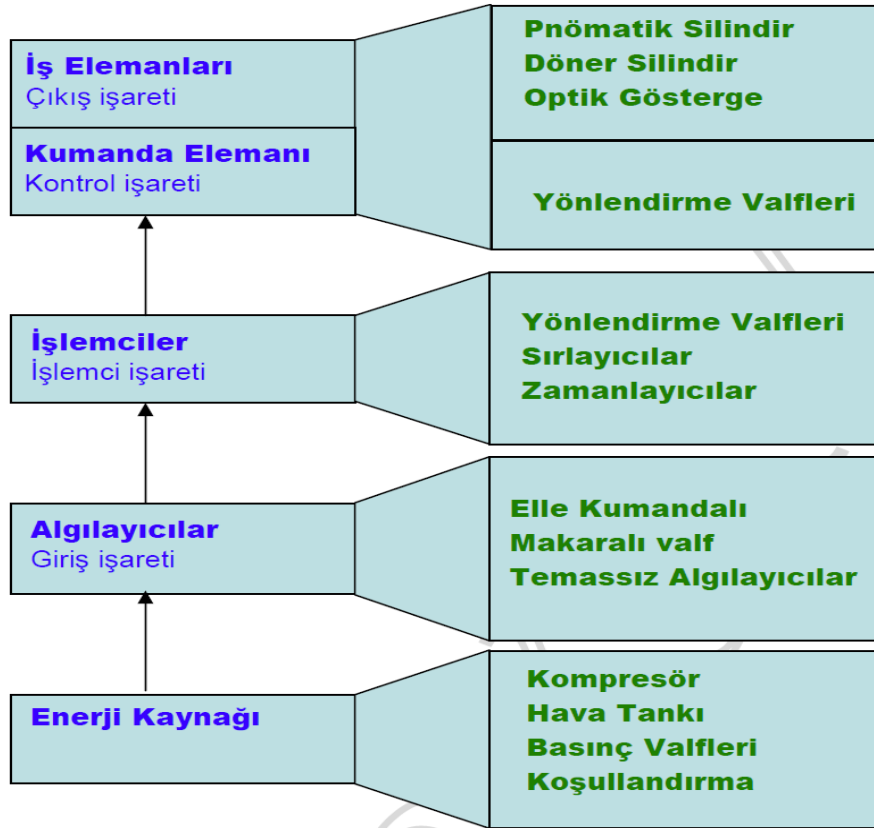 İş Elemanları
Çıkış işareti
Pnömatik Silindir
Döner Silindir
Optik Gösterge
Kumanda Elemanı
Kontrol işareti
Yönlendirme Valfleri
İşlemciler
İşlemci işareti
Yönlendirme Valfleri
Sırlayıcılar
Zamanlayıcılar
Algılayıcılar
Giriş işareti
Elle Kumandalı
Makaralı valf
Temassız Algılayıcılar
Enerji Kaynağı
Kompresör
Hava Tankı
Basınç Valfleri
Koşullandırma